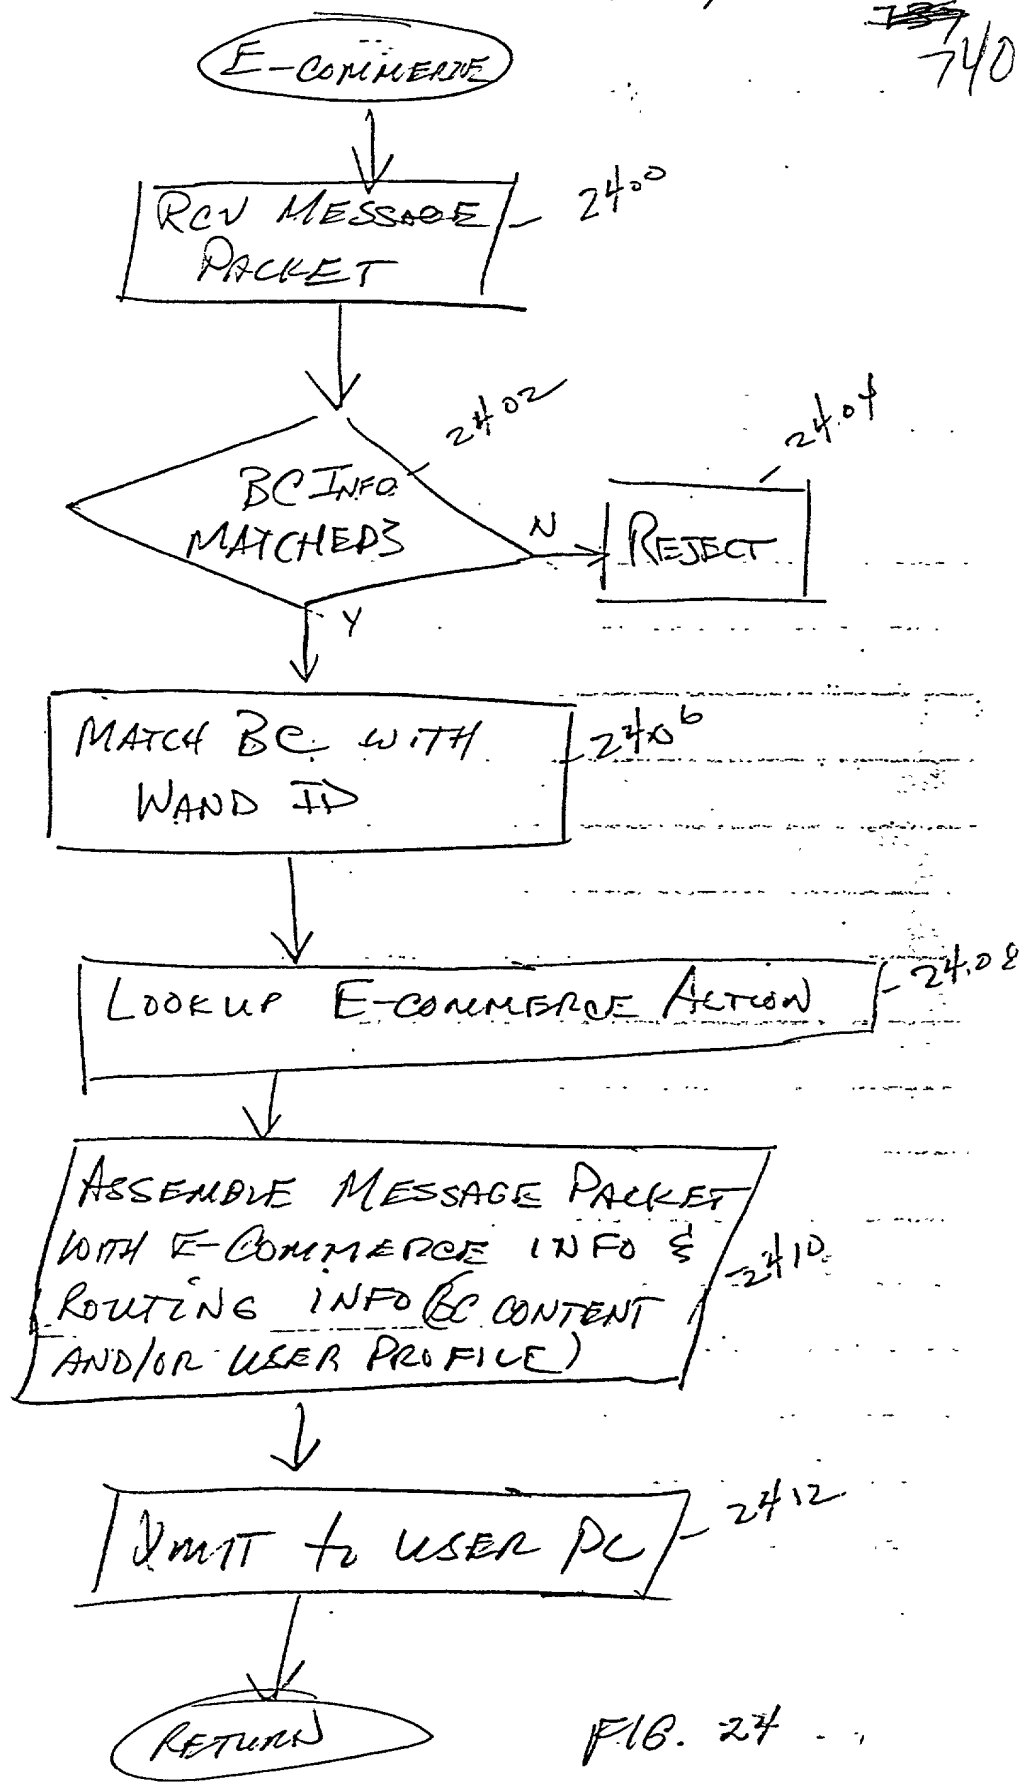 740
E-COMMERCE
RCV MESSAGE
PACKET
2400
2402
2404
BC INFO
MATCHED?
N
REJECT
Y
MATCH BC WITH
WAND ID
2406
LOOKUP E-COMMERCE ACTION
2408
ASSEMBLE MESSAGE PACKET
WITH E-COMMERCE INFO &
ROUTING INFO (BC CONTENT
AND/OR USER PROFILE)
2410
XMIT to USER PC
2412
RETURN
FIG. 24